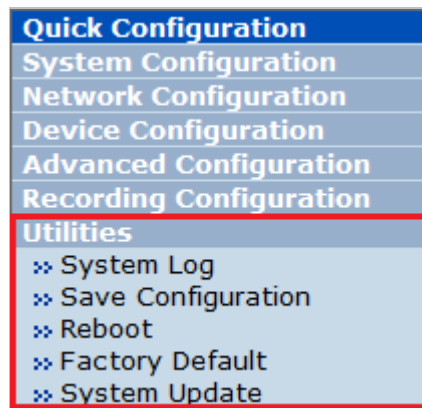 Quick Configuration
System Configuration
Network Configuration
Device Configuration
Advanced Configuration
Recording Configuration
Utilities
» System Log
» Save Configuration
» Reboot
» Factory Default
» System Update